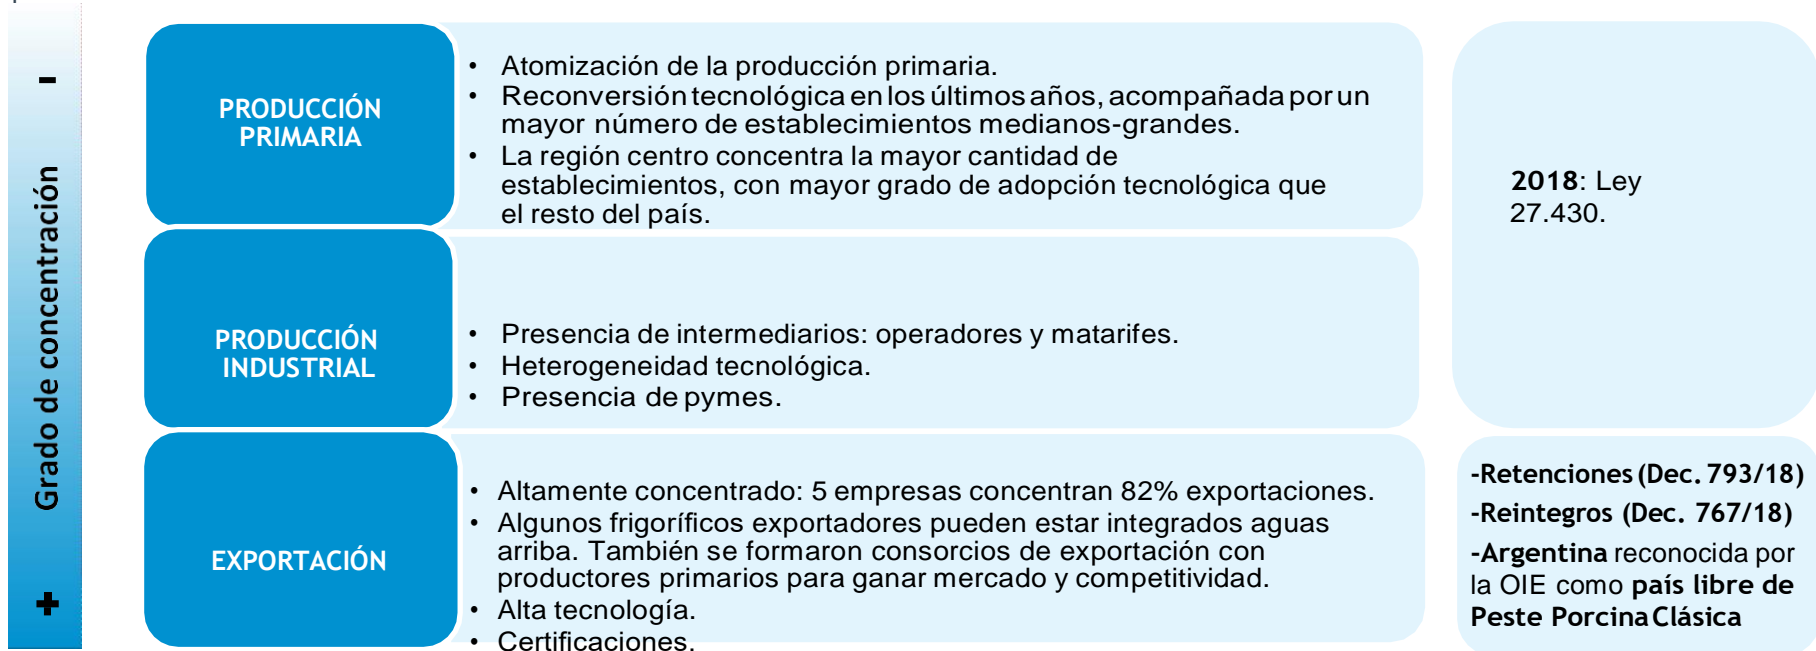 -
Grado de concentración
+
PRODUCCIÓN
PRIMARIA
• Atomización de la producción primaria.
• Reconversión tecnológica en los últimos años, acompañada por un
mayor número de establecimientos medianos-grandes.
• La región centro concentra la mayor cantidad de
establecimientos, con mayor grado de adopción tecnológica que
el resto del país.
2018: Ley
27.430.
PRODUCCIÓN
INDUSTRIAL
• Presencia de intermediarios: operadores y matarifes.
• Heterogeneidad tecnológica.
• Presencia de pymes.
EXPORTACIÓN
• Altamente concentrado: 5 empresas concentran 82% exportaciones.
• Algunos frigoríficos exportadores pueden estar integrados aguas
arriba. También se formaron consorcios de exportación con
productores primarios para ganar mercado y competitividad.
• Alta tecnología.
• Certificaciones.
-Retenciones (Dec. 793/18)
-Reintegros (Dec. 767/18)
-Argentina reconocida por
la OIE como país libre de
Peste Porcina Clásica